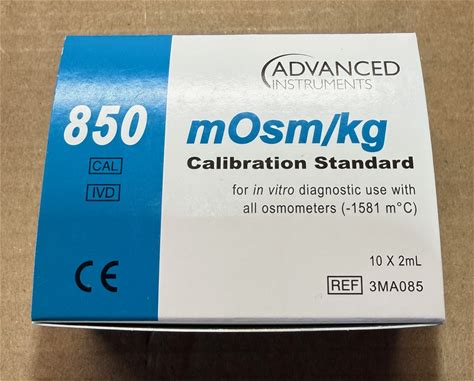 ADVANCED
INSTRUMENTS
850 mOsm/kg
CAL
Calibration Standard
IVD
for in vitro diagnostic use with
all osmometers (-1581 m°C)
CE
10 X 2mL
REF 3MA085